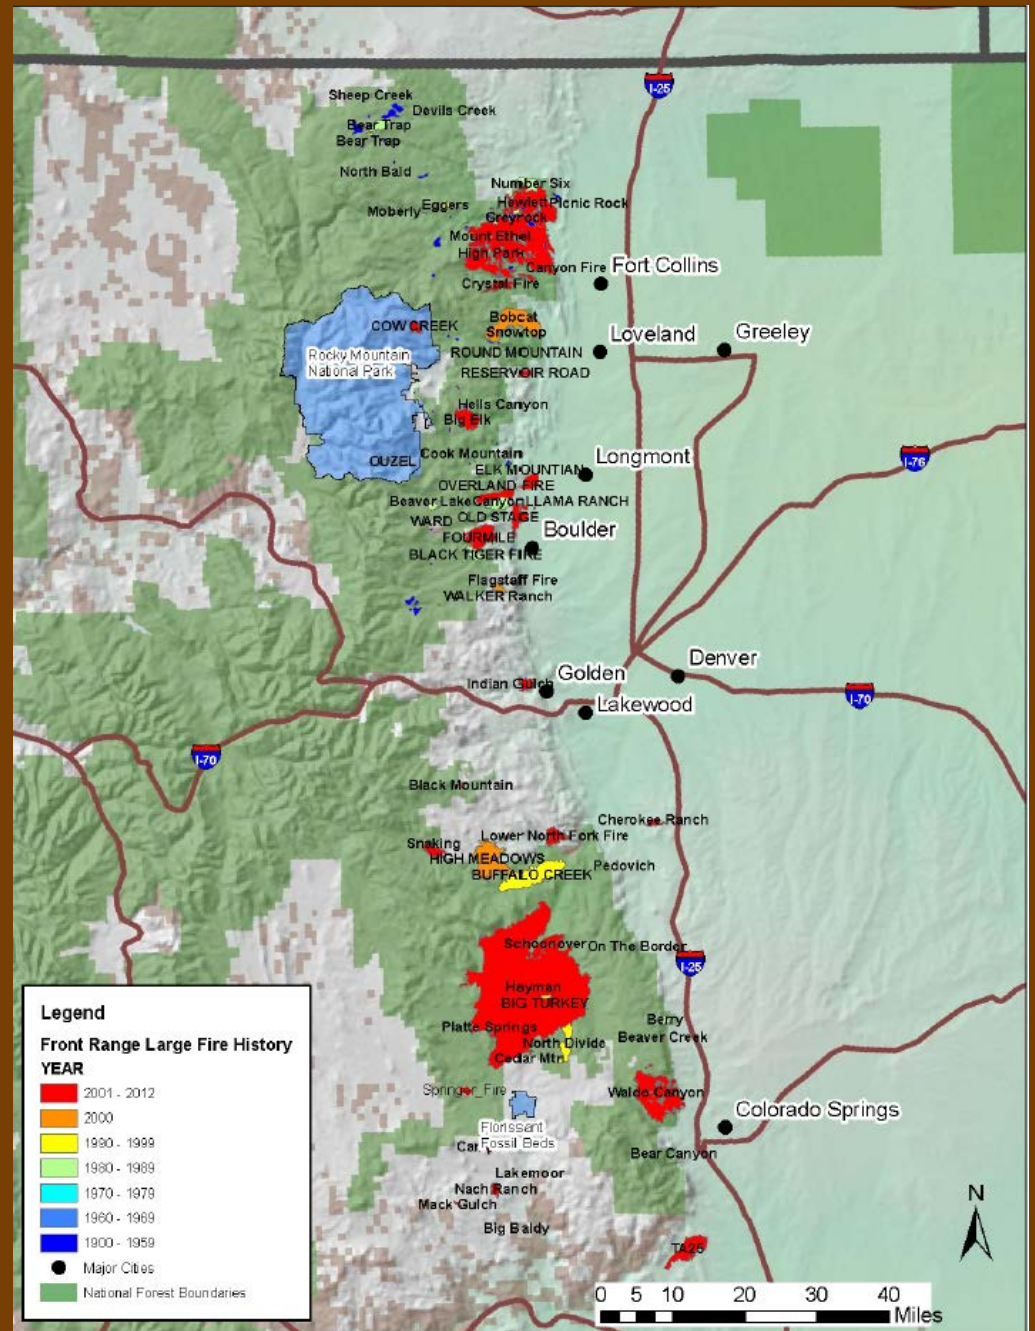 I-25
Sheep Creek
Devils Creek
Bear Trap
Bear Trap
North Bald
Number Six
Eggers
Hewlett
Picnic Rock
Moberly
Greyrock
Mount Ethel
High Park
Canyon Fire
Fort Collins
Crystal Fire
Bobcat
COW CREEK
Snowtop
Loveland
Greeley
Rocky Mountain
National Park
ROUND MOUNTAIN
RESERVOIR ROAD
Hells Canyon
Big Elk
Cook Mountain
OUZEL
Longmont
I-76
ELK MOUNTIAN
OVERLAND FIRE
Beaver Lake
Canyon
LLAMA RANCH
WARD
OLD STAGE
Boulder
FOURMILE
BLACK TIGER FIRE
Flagstaff Fire
WALKER Ranch
Denver
Golden
Indian Gulch
Lakewood
I-70
I-70
Black Mountain
Cherokee Ranch
Lower North Fork Fire
Snaking
HIGH MEADOWS
Pedovich
BUFFALO CREEK
Schoonover
On The Border
I-25
Hayman
BIG TURKEY
Berry
Platte Springs
Beaver Creek
North Divide
Cedar Mtn
Springer_Fire
Waldo Canyon
Colorado Springs
Florissant
Fossil Beds
Bear Canyon
Lakemoor
Nach Ranch
Mack Gulch
Big Baldy
TA25
Legend
Front Range Large Fire History
YEAR
2001 - 2012
2000
1990 - 1999
1980 - 1989
1970 - 1979
1960 - 1969
1900 - 1959
Major Cities
National Forest Boundaries
N
0 5 10 20 30 40
Miles